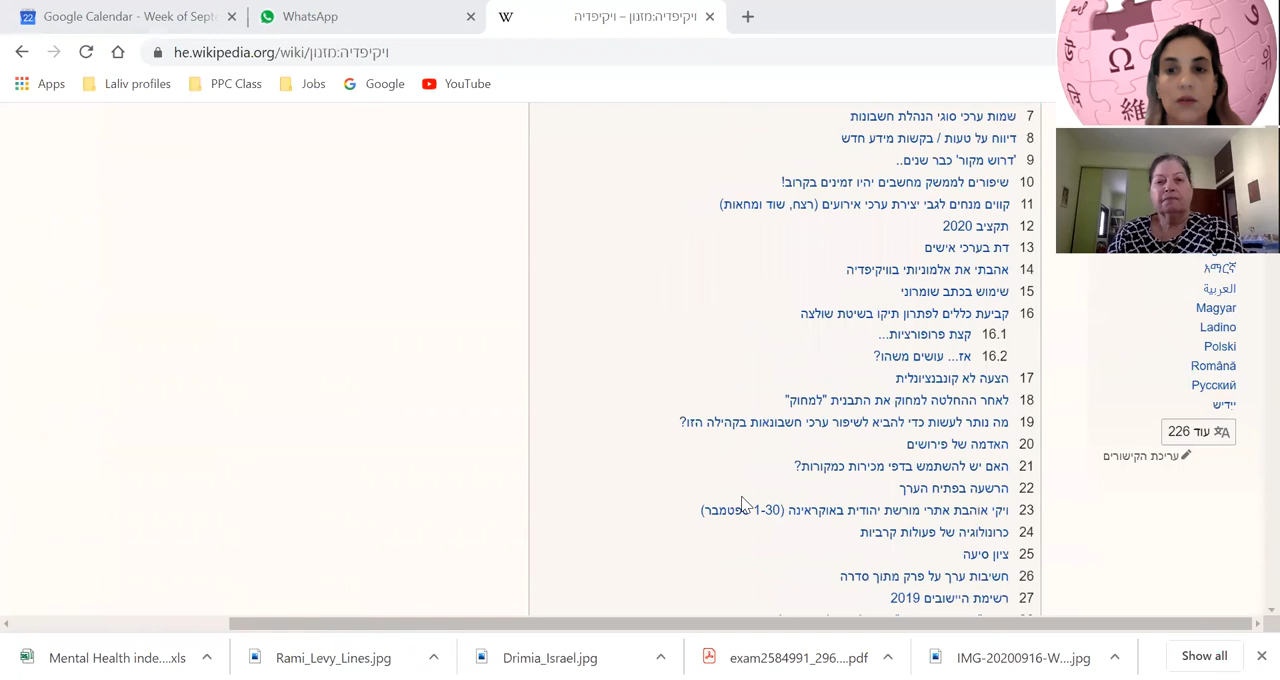 Google Calendar - Week of Sept
WhatsApp
ויקיפדיה:מזנון – ויקיפדיה
he.wikipedia.org/wiki/ויקיפדיה:מזנון
Apps
Laliv profiles
PPC Class
Jobs
Google
YouTube
7 שמות ערכי סוגי הנהלת חשבונות
8 דיווח על טעות / בקשות מידע חדש
9 'דרוש מקור' כבר שנים..
10 שיפורים לממשק מחשבים יהיו זמינים בקרוב!
11 קווים מנחים לגבי יצירת ערכי אירועים (רצח, שוד ומחאות)
12 תקציב 2020
13 דת בערכי אישים
14 אהבתי את אלמוניותי בוויקיפדיה
15 שימוש בכתב שומרוני
16 קביעת כללים לפתרון תיקו בשיטת שולצה
16.1 קצת פרופורציות...
16.2 אז... עושים משהו?
17 הצעה לא קונבנציונלית
18 לאחר ההחלטה למחוק את התבנית "למחוק"
19 מה נותר לעשות כדי להביא לשיפור ערכי חשבונאות בקהילה הזו?
20 האדמה של פירושים
21 האם יש להשתמש בדפי מכירות כמקורות?
22 הרשעה בפתיח הערך
23 ויקי אוהבת אתרי מורשת יהודית באוקראינה (1-30 ספטמבר)
24 כרונולוגיה של פעולות קרביות
25 ציון סיעה
26 חשיבות ערך על פרק מתוך סדרה
27 רשימת היישובים 2019
አማርኛ
العربية
Magyar
Ladino
Polski
Română
Русский
ייִדיש
עוד 226
עריכת הקישורים
Ω
維
Mental Health inde....xls
Rami_Levy_Lines.jpg
Drimia_Israel.jpg
exam2584991_296....pdf
IMG-20200916-W....jpg
Show all